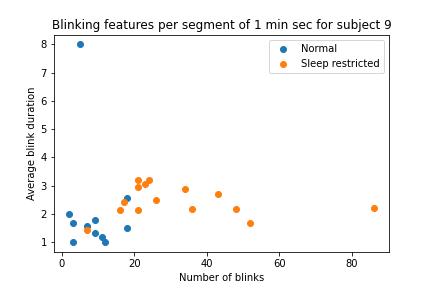 Blinking features per segment of 1 min sec for subject 9
Normal
Sleep restricted
8
7
6
5
4
3
2
1
Average blink duration
0 20 40 60 80
Number of blinks